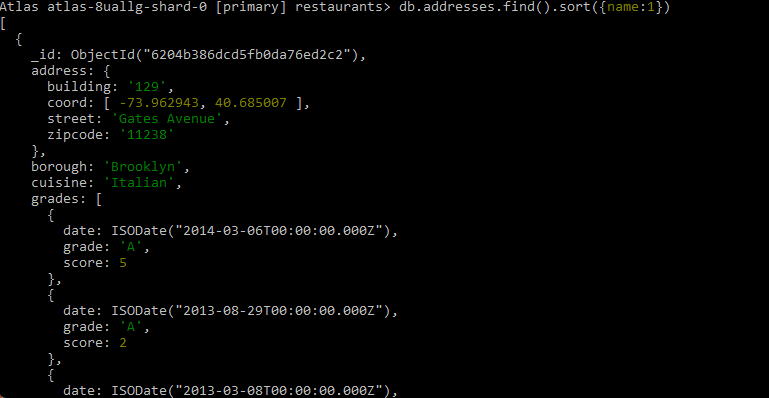 Atlas atlas-8uallg-shard-0 [primary] restaurants> db.addresses.find().sort({name:1})
[
  {
    _id: ObjectId("6204b386dcd5fb0da76ed2c2"),
    address: {
      building: '129',
      coord: [ -73.962943, 40.685007 ],
      street: 'Gates Avenue',
      zipcode: '11238'
    },
    borough: 'Brooklyn',
    cuisine: 'Italian',
    grades: [
      {
        date: ISODate("2014-03-06T00:00:00.000Z"),
        grade: 'A',
        score: 5
      },
      {
        date: ISODate("2013-08-29T00:00:00.000Z"),
        grade: 'A',
        score: 2
      },
      {
        date: ISODate("2013-03-08T00:00:00.000Z"),